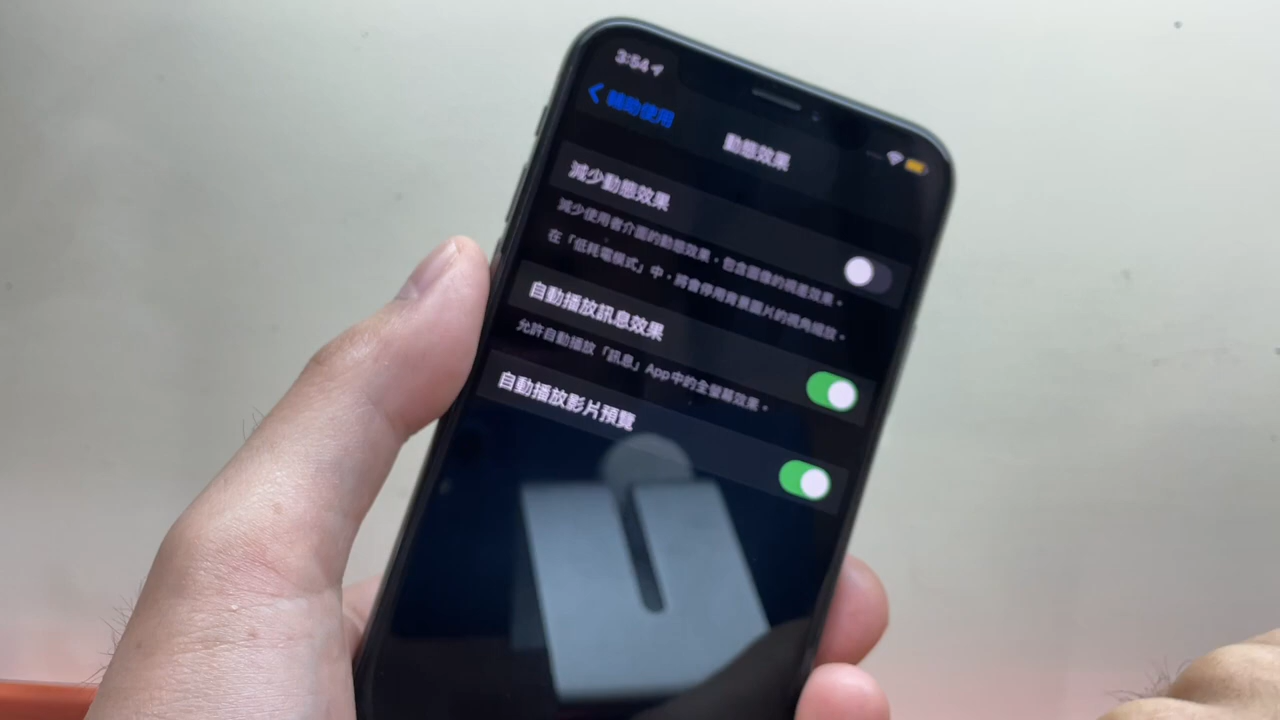 3:54
輔助使用
動態效果
減少動態效果
減少使用者介面的動態效果，包含圖像的視差效果。
在「低耗電模式」中，將會停用背景圖片的視角縮放。
自動播放訊息效果
允許自動播放「訊息」App中的全螢幕效果。
自動播放影片預覽